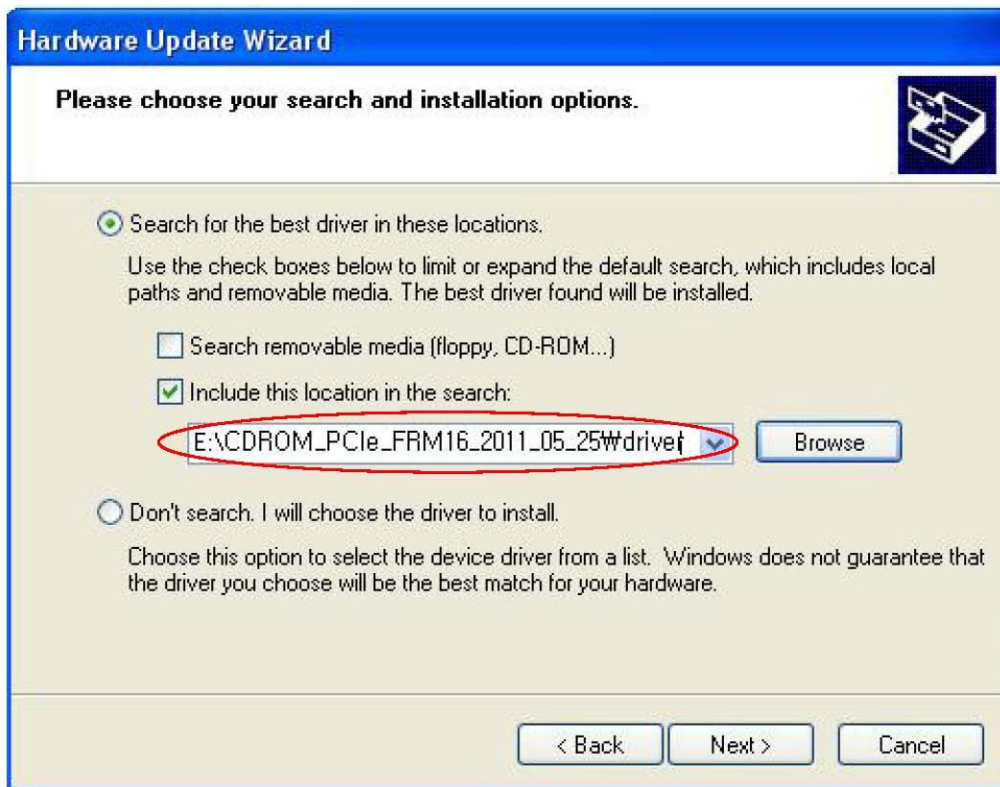 Hardware Update Wizard
Please choose your search and installation options.
Search for the best driver in these locations.
Use the check boxes below to limit or expand the default search, which includes local
paths and removable media. The best driver found will be installed.
Search removable media (floppy, CD-ROM...)
Include this location in the search:
E:\CDROM_PCIe_FRM16_2011_05_25₩driver
Browse
Don't search. I will choose the driver to install.
Choose this option to select the device driver from a list. Windows does not guarantee that
the driver you choose will be the best match for your hardware.
< Back
Next >
Cancel